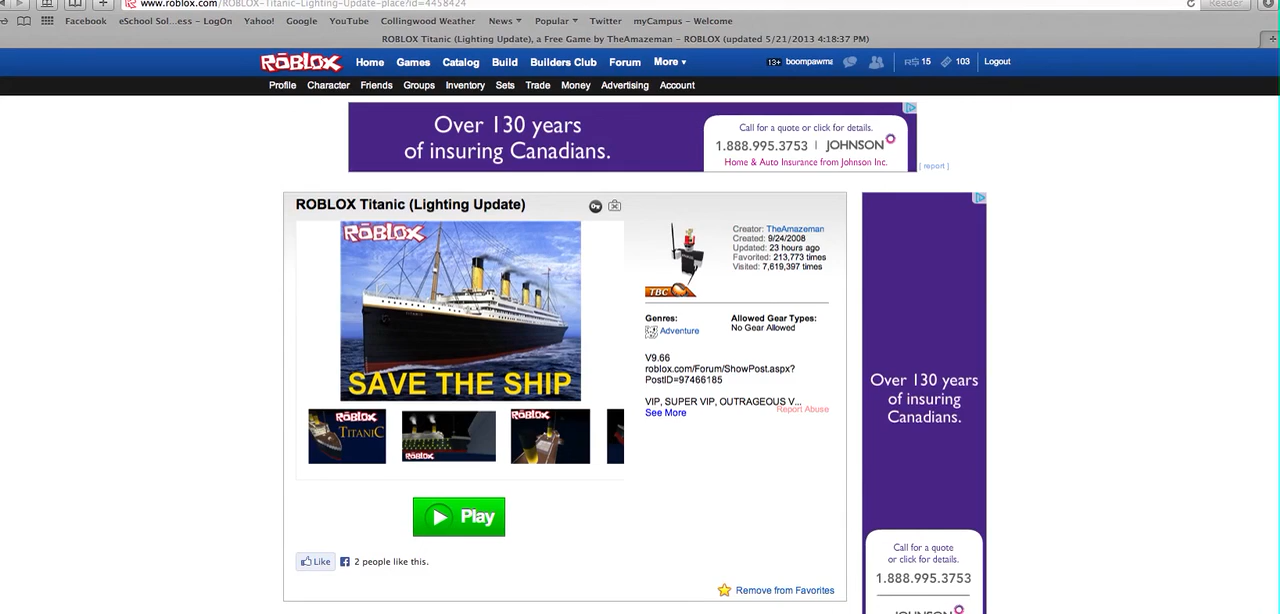 www.roblox.com/ROBLOX-Titanic-Lighting-Update-place?id=4458424
Reader
Facebook eSchool Sol...ess - LogOn Yahoo! Google YouTube Collingwood Weather News Popular Twitter myCampus - Welcome
ROBLOX Titanic (Lighting Update), a Free Game by TheAmazeman - ROBLOX (updated 5/21/2013 4:18:37 PM)
ROBLOX Home Games Catalog Build Builders Club Forum More 13+ boompawma R$ 15 103 Logout
Profile Character Friends Groups Inventory Sets Trade Money Advertising Account
Over 130 years
of insuring Canadians.
Call for a quote or click for details.
1.888.995.3753 | JOHNSON
Home & Auto Insurance from Johnson Inc.
[ report ]
ROBLOX Titanic (Lighting Update)
ROBLOX
SAVE THE SHIP
ROBLOX
TITANIC
ROBLOX
ROBLOX
Play
Like 2 people like this.
TBC
Creator: TheAmazeman
Created: 9/24/2008
Updated: 23 hours ago
Favorited: 213,773 times
Visited: 7,619,397 times
Genres:
Adventure
Allowed Gear Types:
No Gear Allowed
V9.66
roblox.com/Forum/ShowPost.aspx?
PostID=97466185
VIP, SUPER VIP, OUTRAGEOUS V...
See More
Report Abuse
Remove from Favorites
Over 130 years
of insuring
Canadians.
Call for a quote
or click for details.
1.888.995.3753
JOHNSON